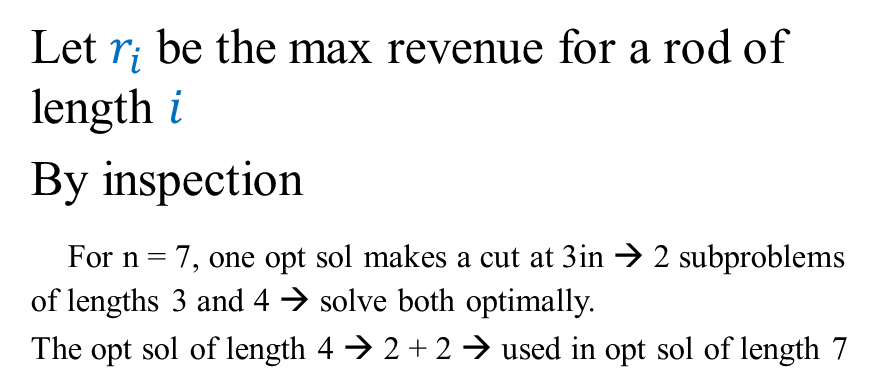 Let rᵢ be the max revenue for a rod of
length i
By inspection
For n = 7, one opt sol makes a cut at 3in → 2 subproblems
of lengths 3 and 4 → solve both optimally.
The opt sol of length 4 → 2 + 2 → used in opt sol of length 7